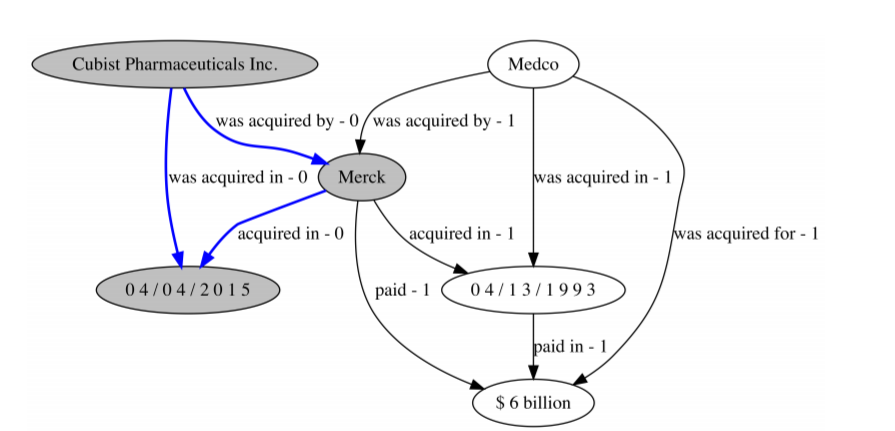 Cubist Pharmaceuticals Inc.
Medco
was acquired by - 0
was acquired by - 1
was acquired in - 0
Merck
was acquired in - 1
acquired in - 0
acquired in - 1
was acquired for - 1
0 4 / 0 4 / 2 0 1 5
paid - 1
0 4 / 1 3 / 1 9 9 3
paid in - 1
$ 6 billion